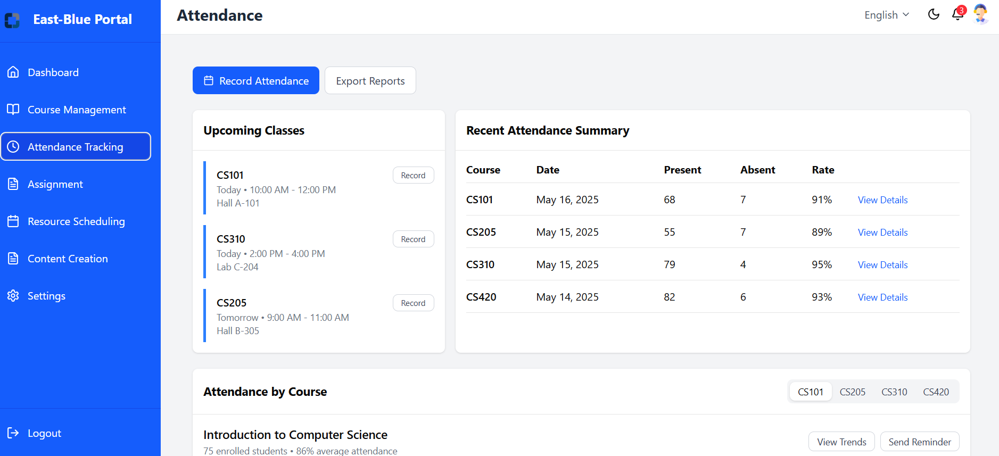 East-Blue Portal
Dashboard
Course Management
Attendance Tracking
Assignment
Resource Scheduling
Content Creation
Settings
Logout
Attendance
English
3
Record Attendance
Export Reports
Upcoming Classes
CS101
Record
Today • 10:00 AM - 12:00 PM
Hall A-101
CS310
Record
Today • 2:00 PM - 4:00 PM
Lab C-204
CS205
Record
Tomorrow • 9:00 AM - 11:00 AM
Hall B-305
Recent Attendance Summary
Course Date Present Absent Rate
CS101 May 16, 2025 68 7 91% View Details
CS205 May 15, 2025 55 7 89% View Details
CS310 May 15, 2025 79 4 95% View Details
CS420 May 14, 2025 82 6 93% View Details
Attendance by Course
CS101 CS205 CS310 CS420
Introduction to Computer Science
75 enrolled students • 86% average attendance
View Trends
Send Reminder